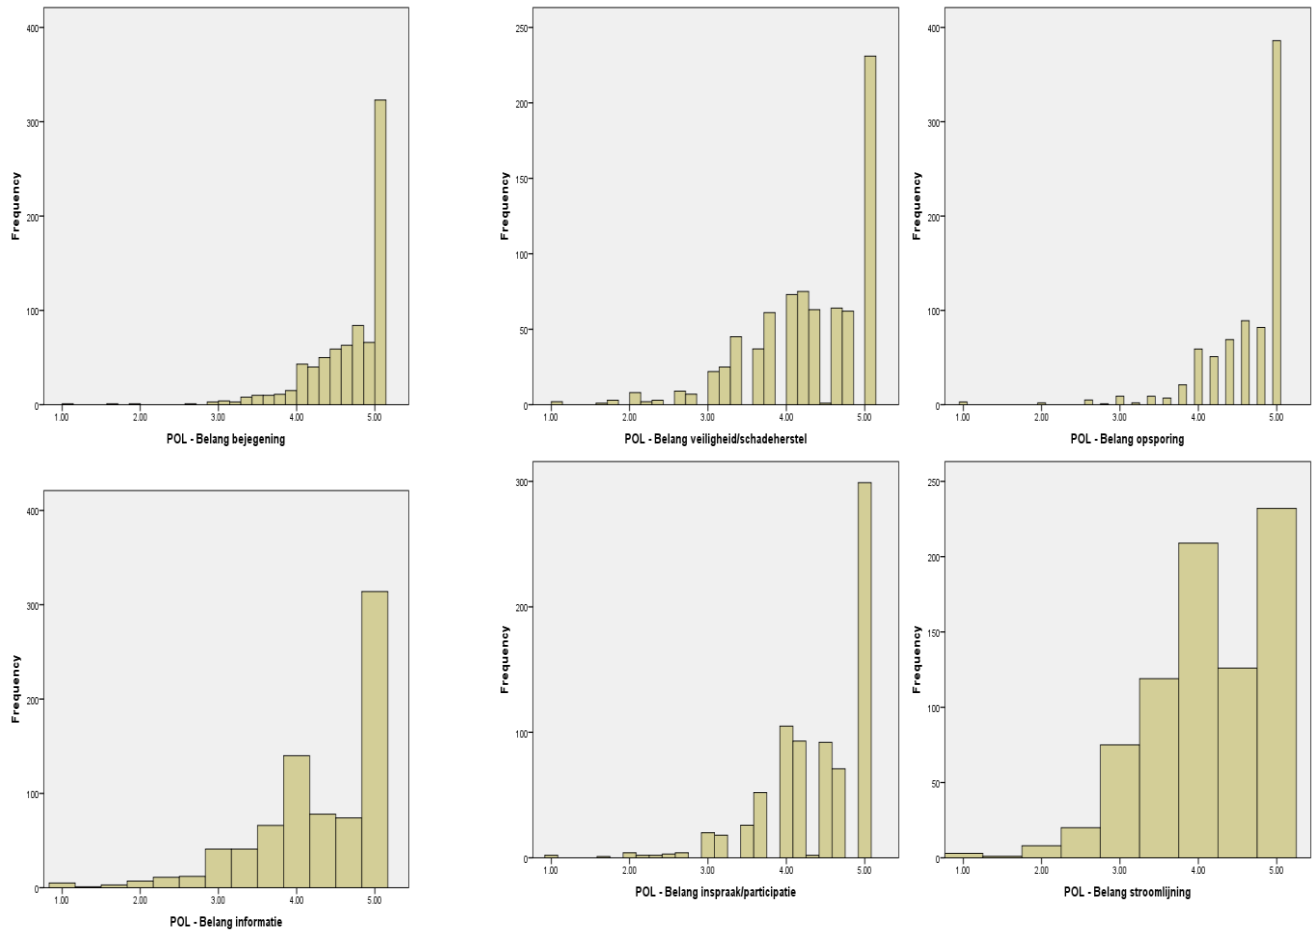 400
300
200
100
0
Frequency
1.00 2.00 3.00 4.00 5.00
POL - Belang bejegening
250
200
150
100
50
0
Frequency
1.00 2.00 3.00 4.00 5.00
POL - Belang veiligheid/schadeherstel
400
300
200
100
0
Frequency
1.00 2.00 3.00 4.00 5.00
POL - Belang opsporing
400
300
200
100
0
Frequency
1.00 2.00 3.00 4.00 5.00
POL - Belang informatie
300
200
100
0
Frequency
1.00 2.00 3.00 4.00 5.00
POL - Belang inspraak/participatie
250
200
150
100
50
0
Frequency
1.00 2.00 3.00 4.00 5.00
POL - Belang stroomlijning